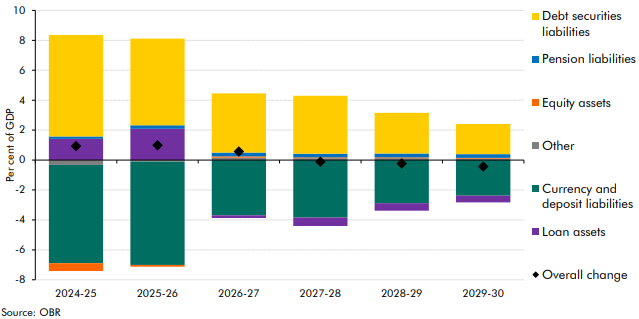 10
8
6
4
2
0
-2
-4
-6
-8
Per cent of GDP
2024-25
2025-26
2026-27
2027-28
2028-29
2029-30
Debt securities
liabilities
Pension liabilities
Equity assets
Other
Currency and
deposit liabilities
Loan assets
Overall change
Source: OBR